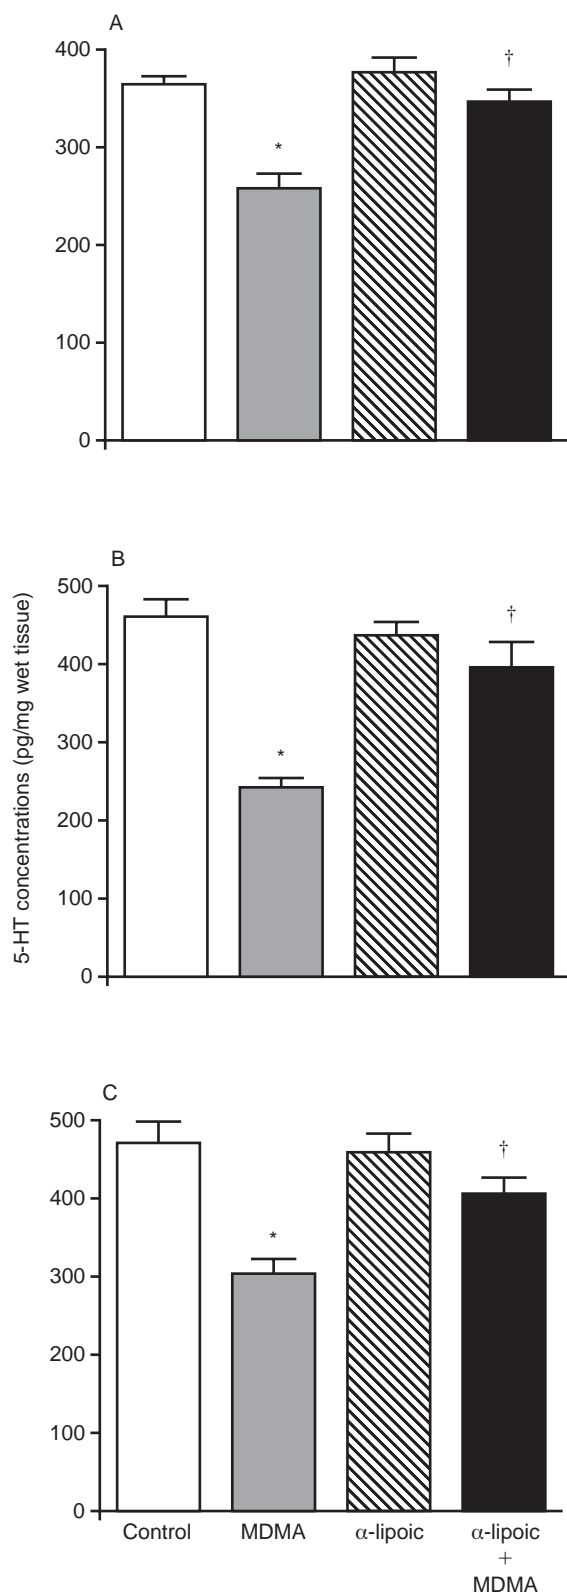 A
400
300
200
100
0
*
†
5-HT concentrations (pg/mg wet tissue)
B
500
400
300
200
100
0
*
†
C
500
400
300
200
100
0
*
†
Control
MDMA
α-lipoic
α-lipoic
+
MDMA